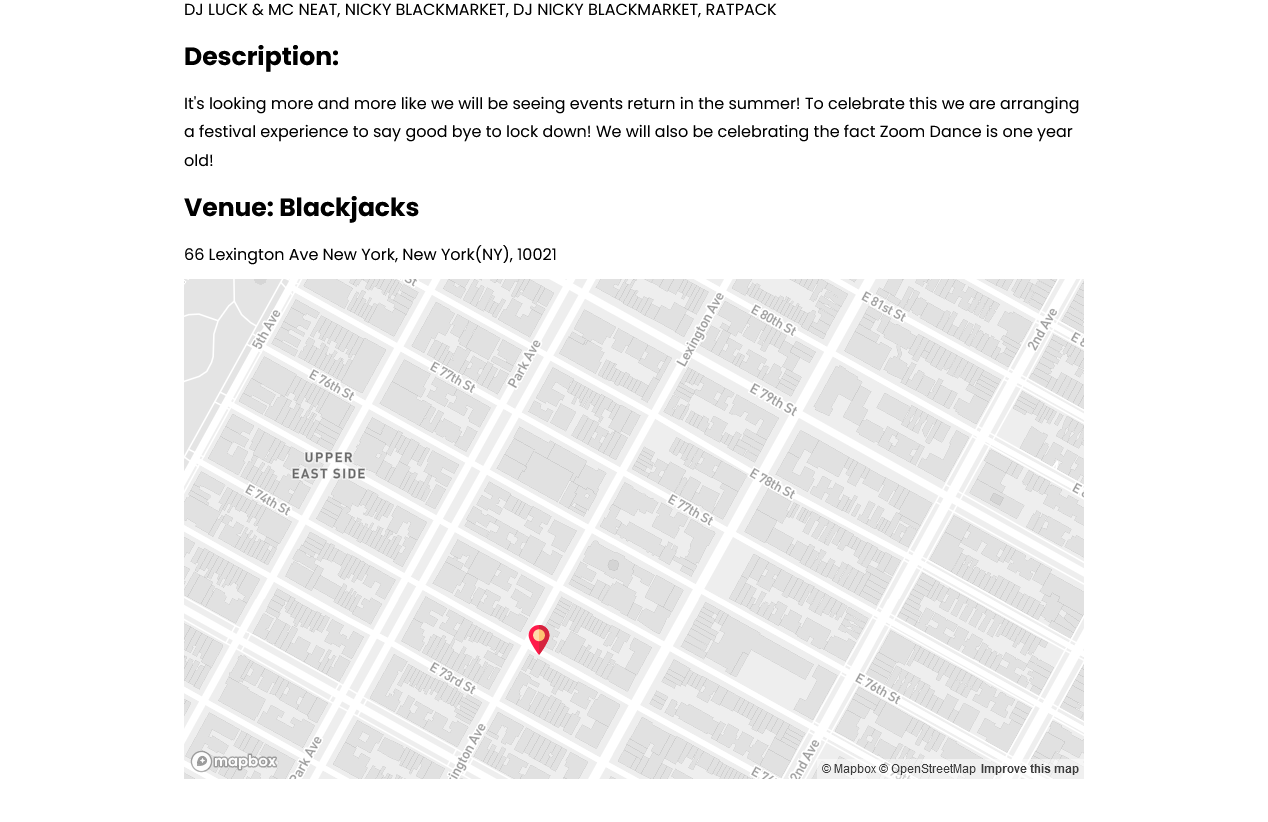 DJ LUCK & MC NEAT, NICKY BLACKMARKET, DJ NICKY BLACKMARKET, RATPACK
Description:
It's looking more and more like we will be seeing events return in the summer! To celebrate this we are arranging
a festival experience to say good bye to lock down! We will also be celebrating the fact Zoom Dance is one year
old!
Venue: Blackjacks
66 Lexington Ave New York, New York(NY), 10021
St
5th Ave
Park Ave
Lexington Ave
E 80th St
E 81st St
2nd Ave
E 76th St
E 77th St
E 79th St
UPPER
EAST SIDE
E 74th St
E 77th St
E 78th St
E 73rd St
E 76th St
Park Ave
ington Ave
2nd Ave
mapbox
© Mapbox © OpenStreetMap Improve this map